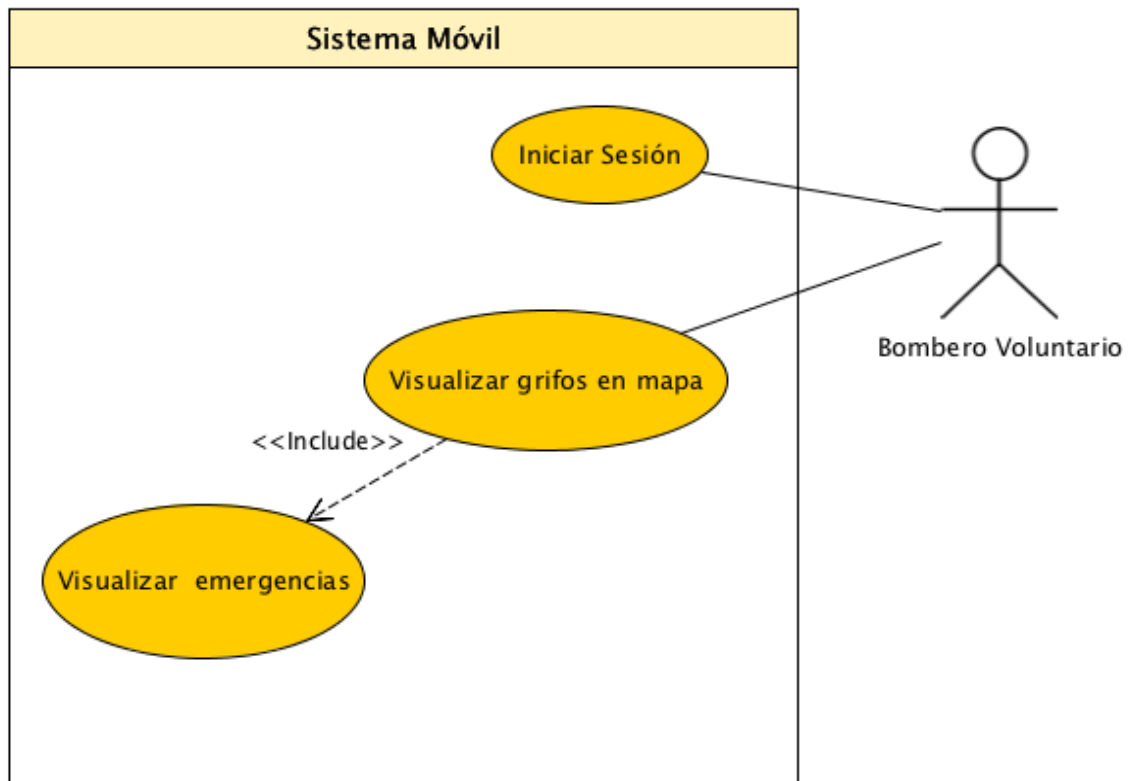 Sistema Móvil
Iniciar Sesión
Bombero Voluntario
Visualizar grifos en mapa
<<Include>>
Visualizar emergencias